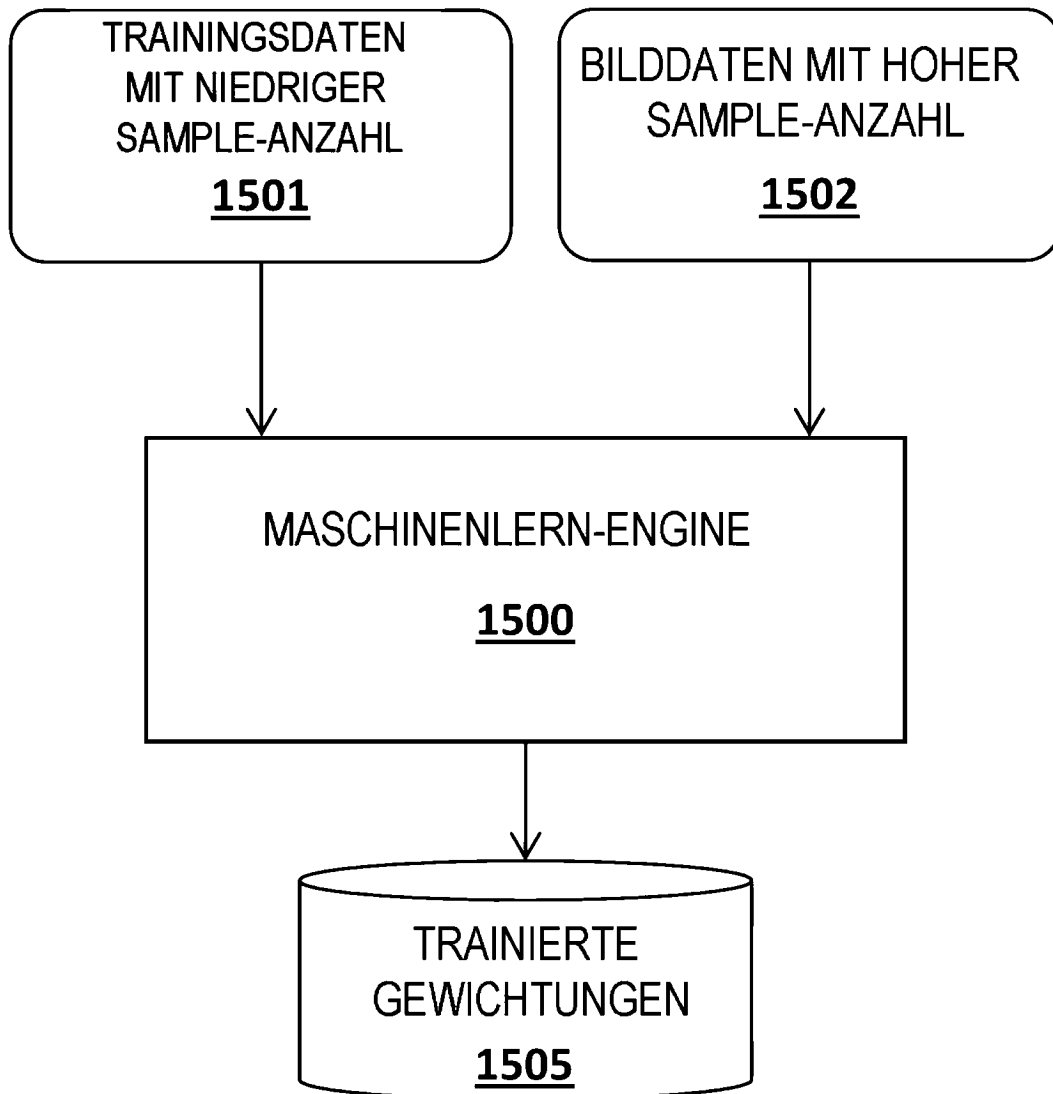 TRAININGSDATEN
MIT NIEDRIGER
SAMPLE-ANZAHL
1501
BILDDATEN MIT HOHER
SAMPLE-ANZAHL
1502
MASCHINENLERN-ENGINE
1500
TRAINIERTE
GEWICHTUNGEN
1505